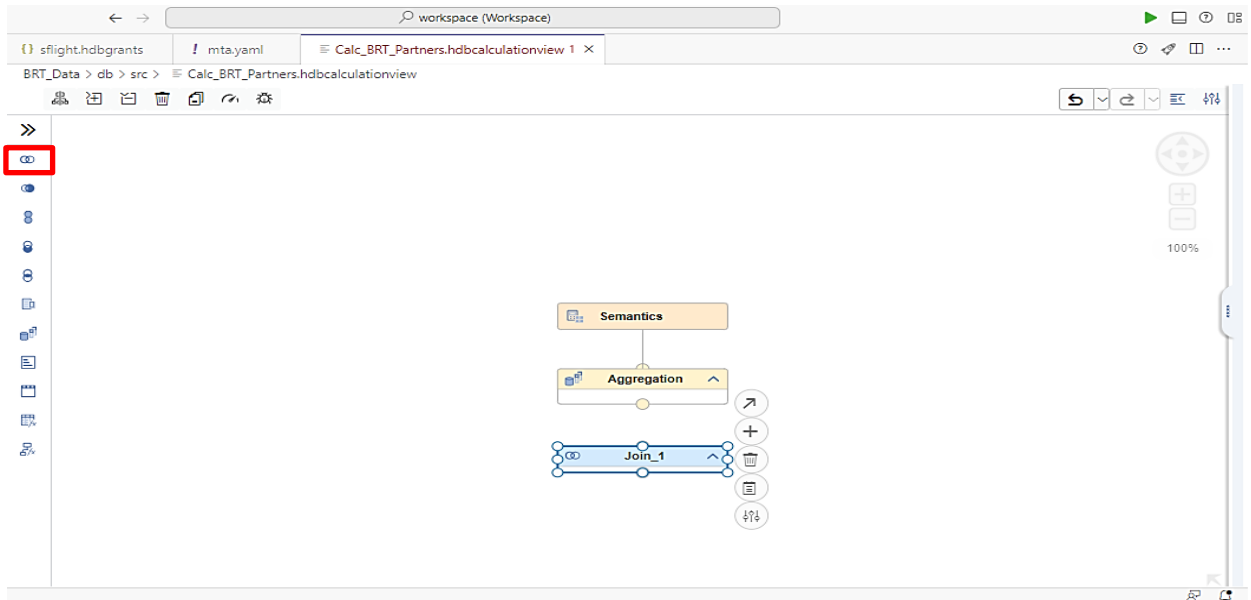 workspace (Workspace)
{} sflight.hdbgrants
! mta.yaml
Calc_BRT_Partners.hdbcalculationview 1
BRT_Data > db > src > Calc_BRT_Partners.hdbcalculationview
100%
Semantics
Aggregation
Join_1